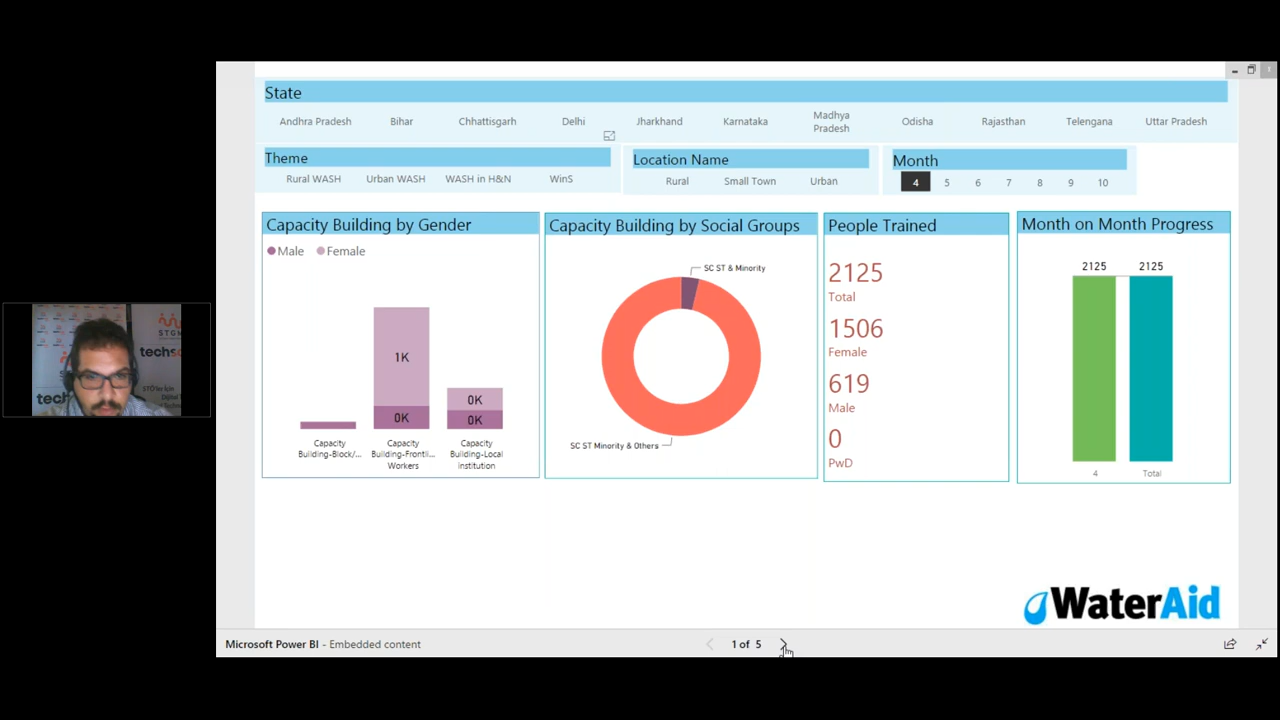 State
Andhra Pradesh Bihar Chhattisgarh Delhi Jharkhand Karnataka Madhya Pradesh Odisha Rajasthan Telengana Uttar Pradesh
Theme
Rural WASH Urban WASH WASH in H&N WinS
Location Name
Rural Small Town Urban
Month
4 5 6 7 8 9 10
Capacity Building by Gender
Male Female
1K
0K
0K
0K
Capacity
Building-Block/...
Capacity
Building-Frontli...
Workers
Capacity
Building-Local
institution
Capacity Building by Social Groups
SC ST & Minority
SC ST Minority & Others
People Trained
2125
Total
1506
Female
619
Male
0
PwD
Month on Month Progress
2125 2125
4 Total
WaterAid
Microsoft Power BI - Embedded content
1 of 5